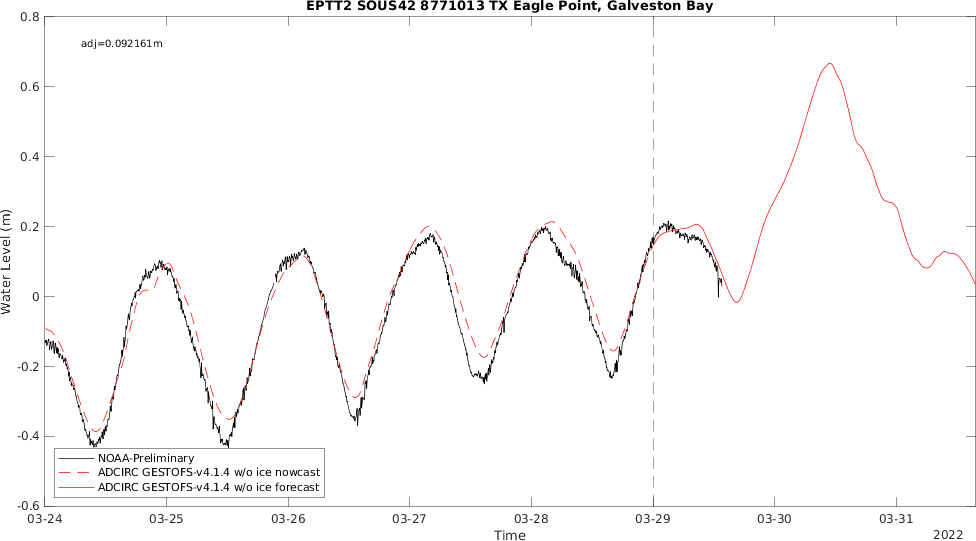 EPTT2 SOUS42 8771013 TX Eagle Point, Galveston Bay
adj=0.092161m
0.8
0.6
0.4
0.2
0
-0.2
-0.4
-0.6
Water Level (m)
NOAA-Preliminary
ADCIRC GESTOFS-v4.1.4 w/o ice nowcast
ADCIRC GESTOFS-v4.1.4 w/o ice forecast
03-24 03-25 03-26 03-27 03-28 03-29 03-30 03-31
Time
2022